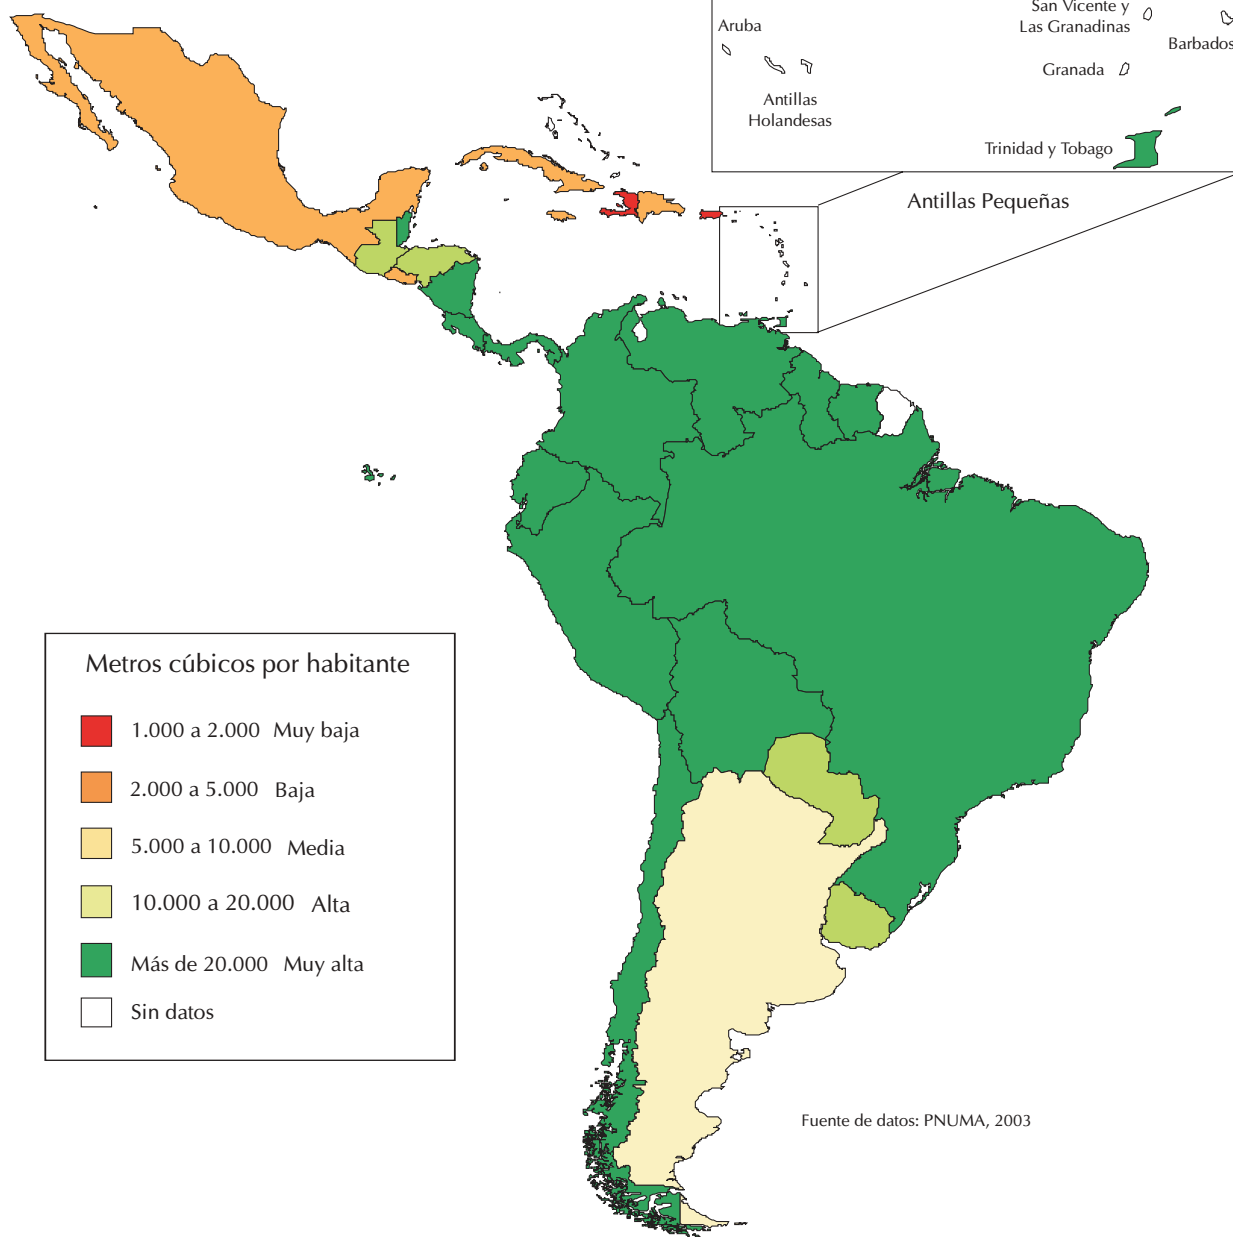 San Vicente y
Las Granadinas
Aruba
Barbados
Granada
Antillas
Holandesas
Trinidad y Tobago
Antillas Pequeñas
Metros cúbicos por habitante
1.000 a 2.000 Muy baja
2.000 a 5.000 Baja
5.000 a 10.000 Media
10.000 a 20.000 Alta
Más de 20.000 Muy alta
Sin datos
Fuente de datos: PNUMA, 2003